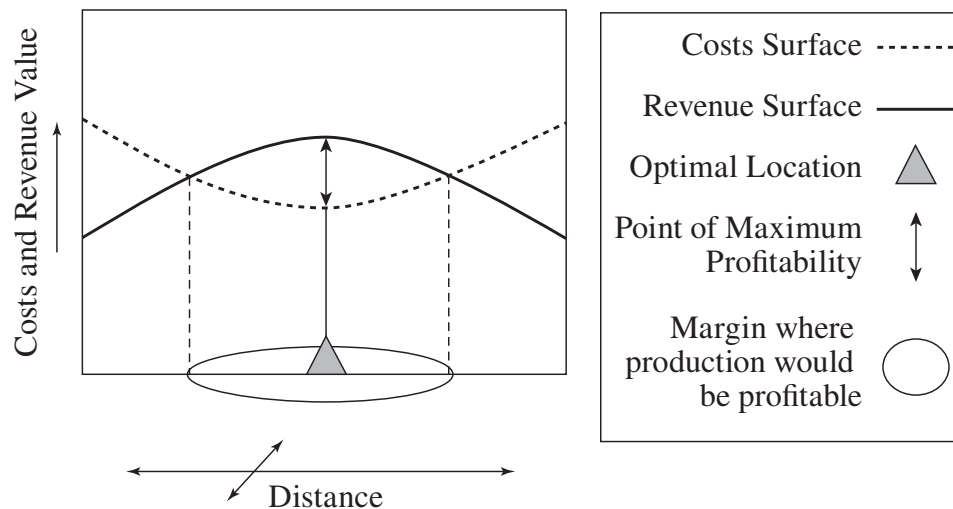 Costs and Revenue Value
Distance
Costs Surface
Revenue Surface
Optimal Location
Point of Maximum
Profitability
Margin where
production would
be profitable